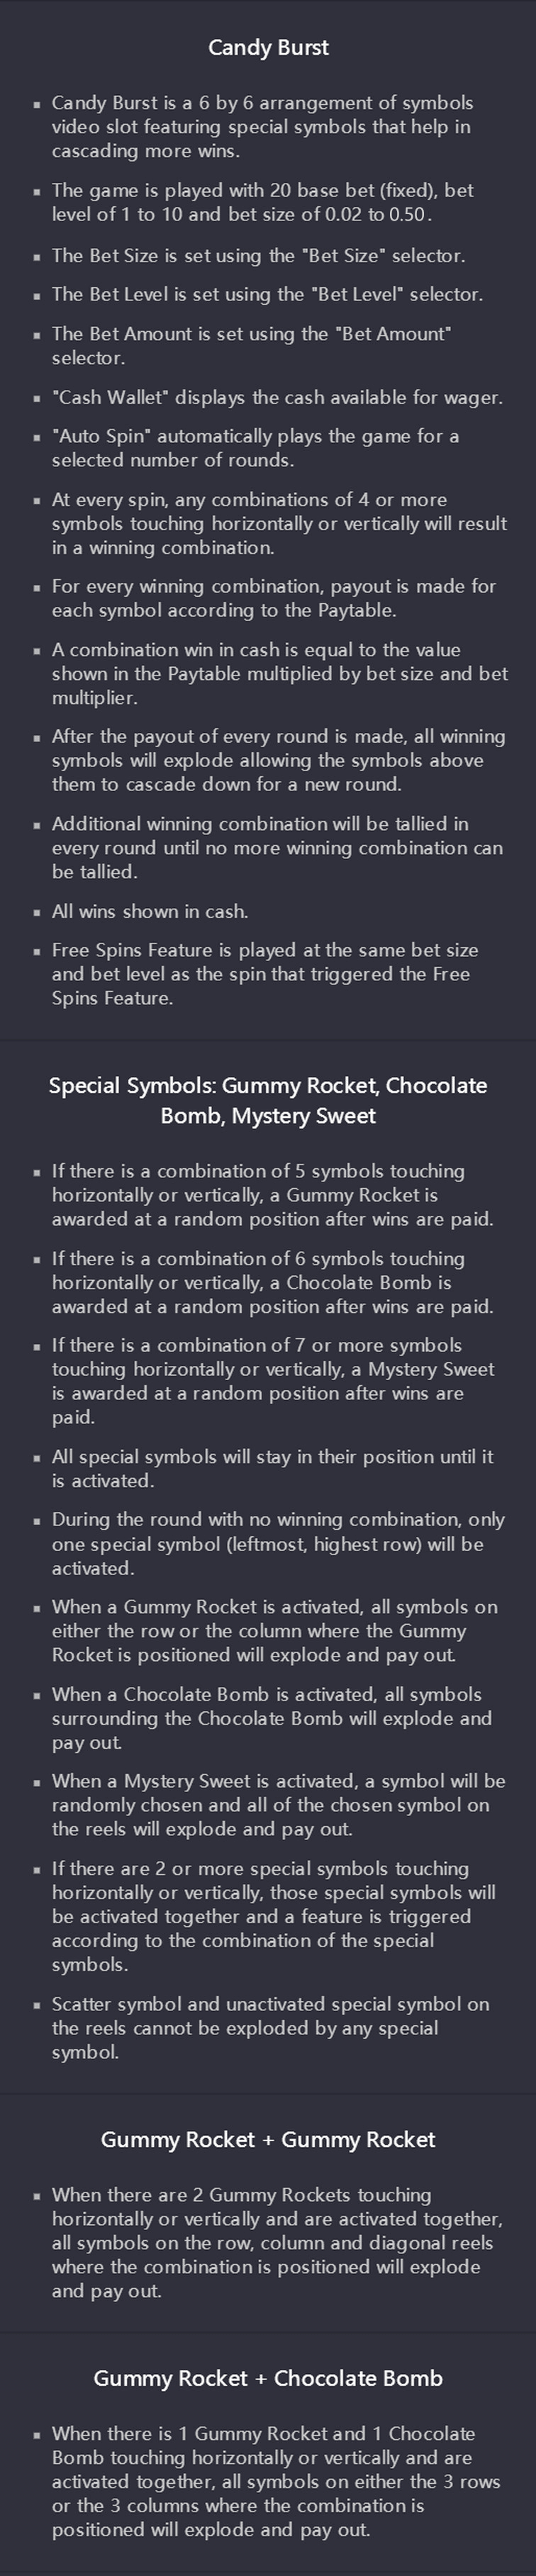 Candy Burst
▪ Candy Burst is a 6 by 6 arrangement of symbols
video slot featuring special symbols that help in
cascading more wins.
▪ The game is played with 20 base bet (fixed), bet
level of 1 to 10 and bet size of 0.02 to 0.50.
▪ The Bet Size is set using the "Bet Size" selector.
▪ The Bet Level is set using the "Bet Level" selector.
▪ The Bet Amount is set using the "Bet Amount"
selector.
▪ "Cash Wallet" displays the cash available for wager.
▪ "Auto Spin" automatically plays the game for a
selected number of rounds.
▪ At every spin, any combinations of 4 or more
symbols touching horizontally or vertically will result
in a winning combination.
▪ For every winning combination, payout is made for
each symbol according to the Paytable.
▪ A combination win in cash is equal to the value
shown in the Paytable multiplied by bet size and bet
multiplier.
▪ After the payout of every round is made, all winning
symbols will explode allowing the symbols above
them to cascade down for a new round.
▪ Additional winning combination will be tallied in
every round until no more winning combination can
be tallied.
▪ All wins shown in cash.
▪ Free Spins Feature is played at the same bet size
and bet level as the spin that triggered the Free
Spins Feature.
Special Symbols: Gummy Rocket, Chocolate
Bomb, Mystery Sweet
▪ If there is a combination of 5 symbols touching
horizontally or vertically, a Gummy Rocket is
awarded at a random position after wins are paid.
▪ If there is a combination of 6 symbols touching
horizontally or vertically, a Chocolate Bomb is
awarded at a random position after wins are paid.
▪ If there is a combination of 7 or more symbols
touching horizontally or vertically, a Mystery Sweet
is awarded at a random position after wins are
paid.
▪ All special symbols will stay in their position until it
is activated.
▪ During the round with no winning combination, only
one special symbol (leftmost, highest row) will be
activated.
▪ When a Gummy Rocket is activated, all symbols on
either the row or the column where the Gummy
Rocket is positioned will explode and pay out.
▪ When a Chocolate Bomb is activated, all symbols
surrounding the Chocolate Bomb will explode and
pay out.
▪ When a Mystery Sweet is activated, a symbol will be
randomly chosen and all of the chosen symbol on
the reels will explode and pay out.
▪ If there are 2 or more special symbols touching
horizontally or vertically, those special symbols will
be activated together and a feature is triggered
according to the combination of the special
symbols.
▪ Scatter symbol and unactivated special symbol on
the reels cannot be exploded by any special
symbol.
Gummy Rocket + Gummy Rocket
▪ When there are 2 Gummy Rockets touching
horizontally or vertically and are activated together,
all symbols on the row, column and diagonal reels
where the combination is positioned will explode
and pay out.
Gummy Rocket + Chocolate Bomb
▪ When there is 1 Gummy Rocket and 1 Chocolate
Bomb touching horizontally or vertically and are
activated together, all symbols on either the 3 rows
or the 3 columns where the combination is
positioned will explode and pay out.